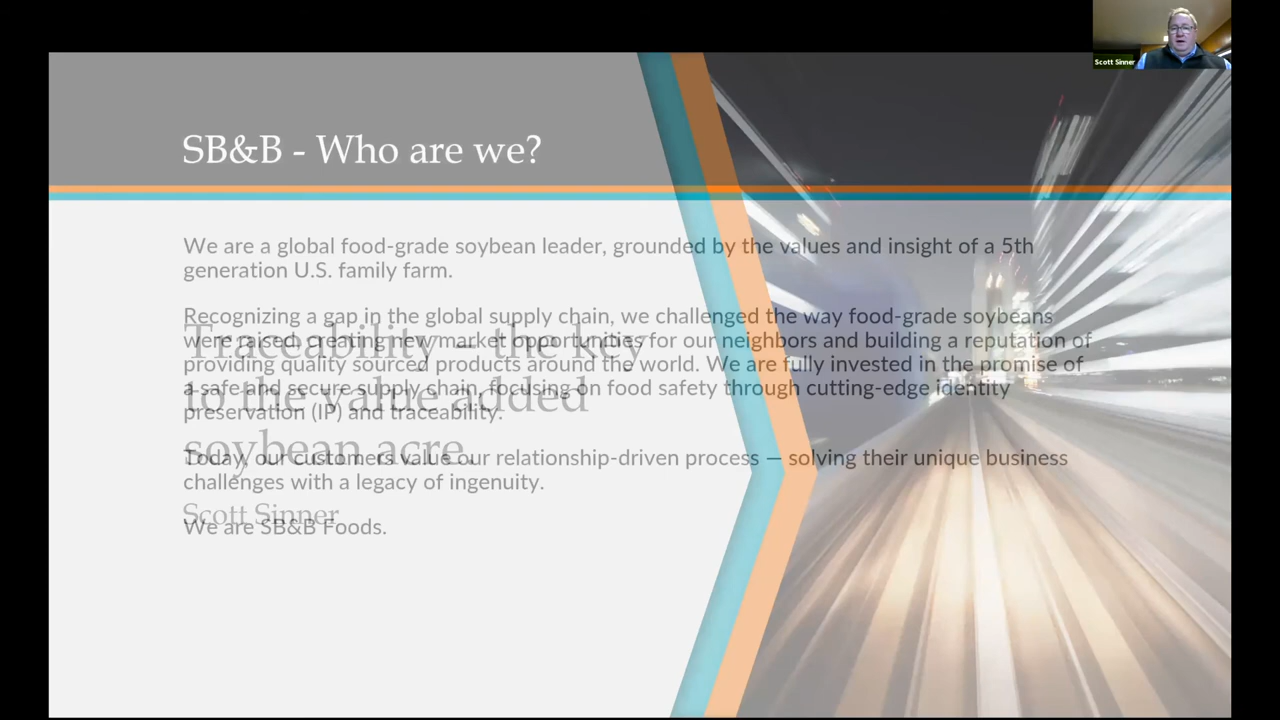 Scott Sinner
SB&B - Who are we?
We are a global food-grade soybean leader, grounded by the values and insight of a 5th
generation U.S. family farm.
Recognizing a gap in the global supply chain, we challenged the way food-grade soybeans
were raised, creating new market opportunities for our neighbors and building a reputation of
providing quality sourced products around the world. We are fully invested in the promise of
a safe and secure supply chain, focusing on food safety through cutting-edge identity
preservation (IP) and traceability.
Today, our customers value our relationship-driven process — solving their unique business
challenges with a legacy of ingenuity.
We are SB&B Foods.
Traceability – the key
to the value added
soybean acre.
Scott Sinner